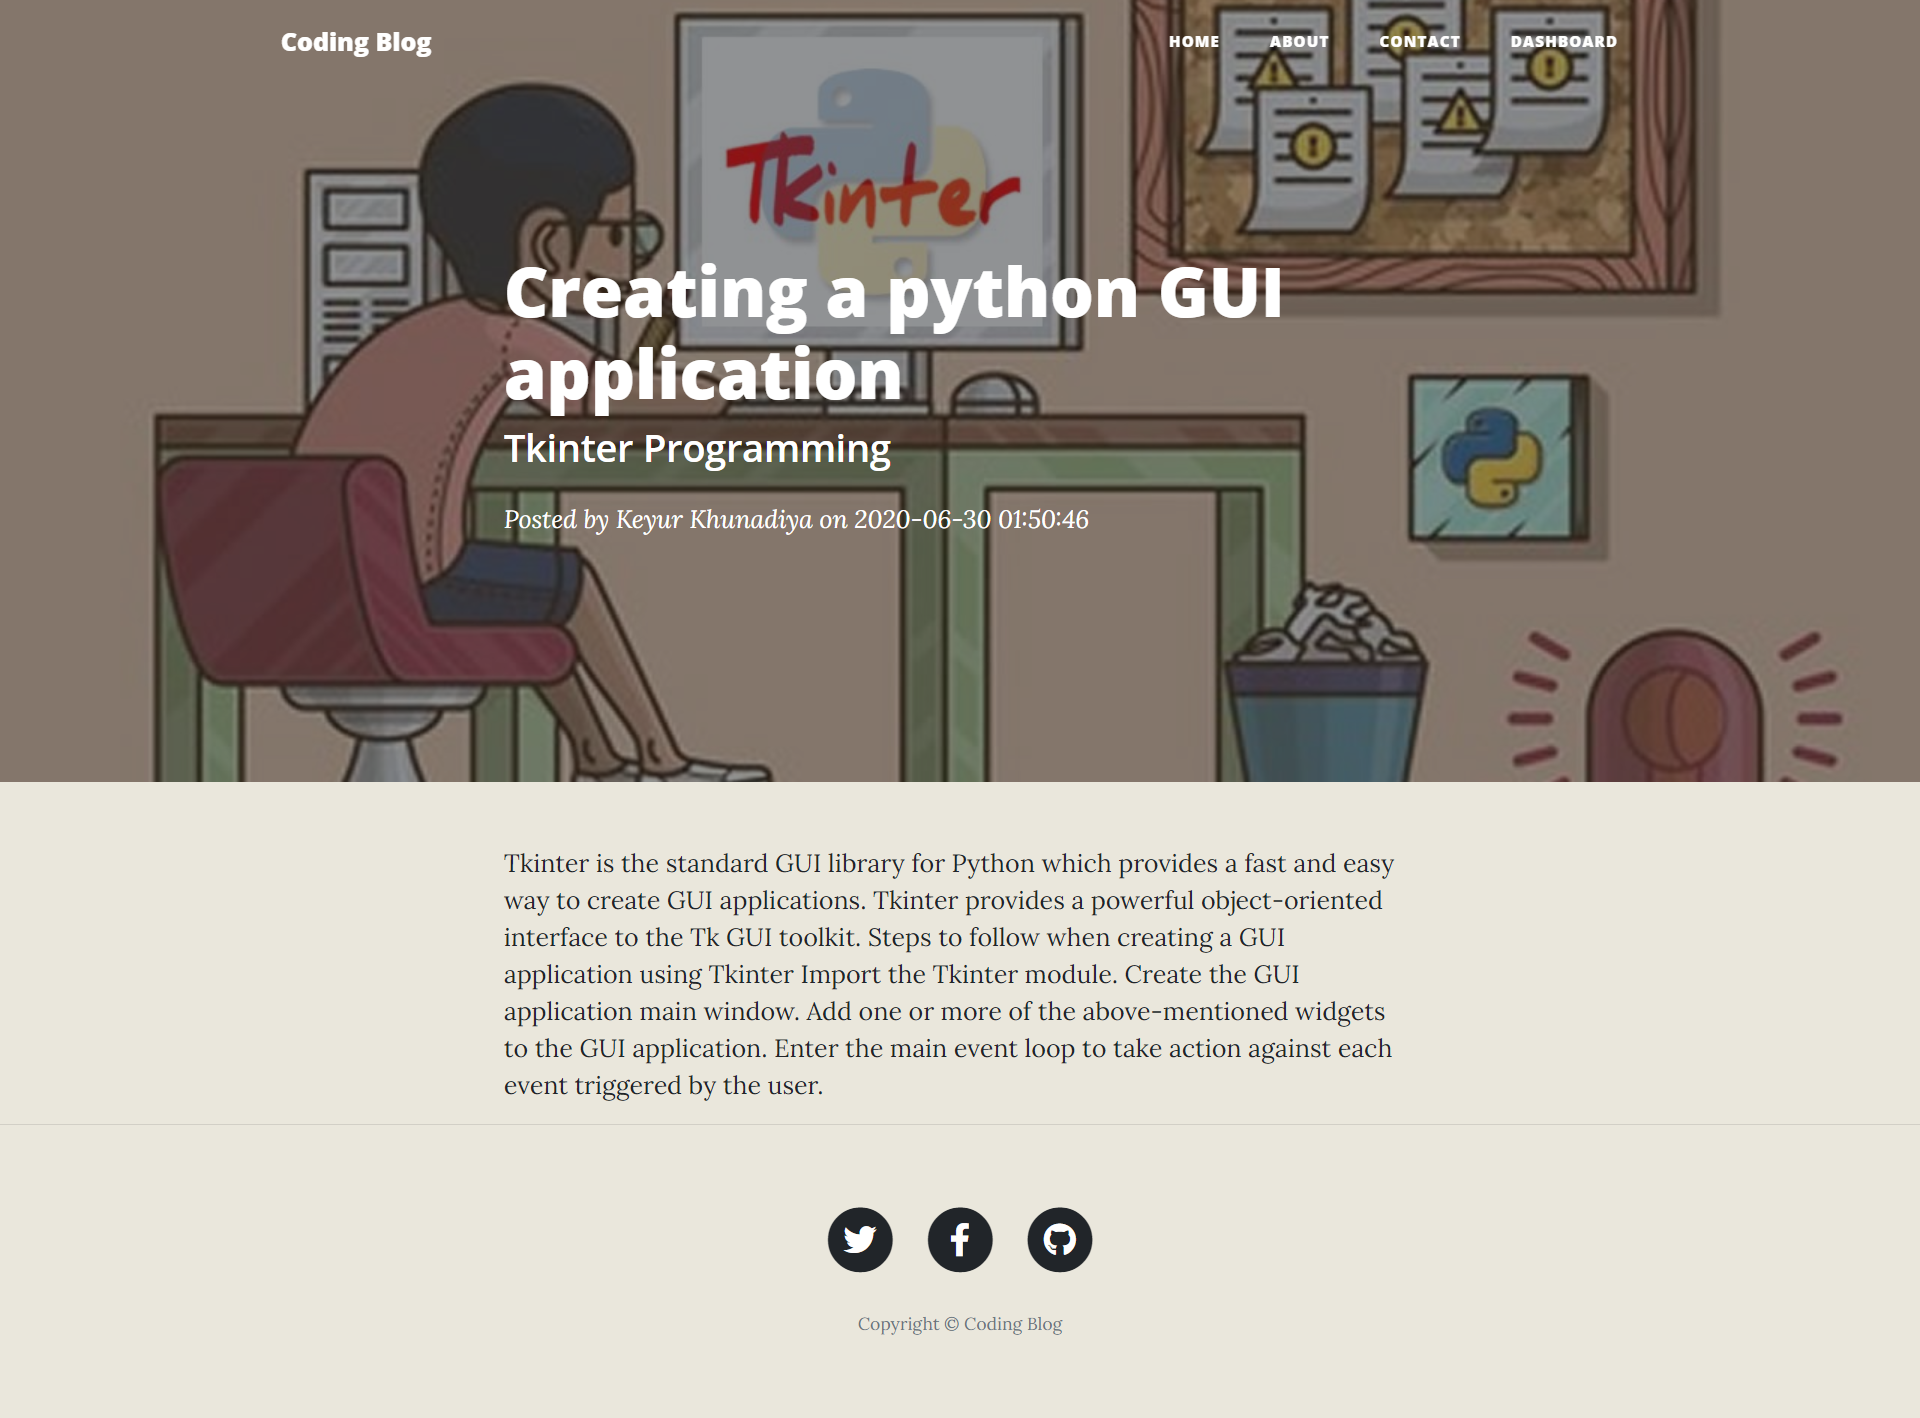 Coding Blog
HOME ABOUT CONTACT DASHBOARD
Tkinter
Creating a python GUI
application
Tkinter Programming
Posted by Keyur Khunadiya on 2020-06-30 01:50:46
Tkinter is the standard GUI library for Python which provides a fast and easy
way to create GUI applications. Tkinter provides a powerful object-oriented
interface to the Tk GUI toolkit. Steps to follow when creating a GUI
application using Tkinter Import the Tkinter module. Create the GUI
application main window. Add one or more of the above-mentioned widgets
to the GUI application. Enter the main event loop to take action against each
event triggered by the user.
Copyright © Coding Blog